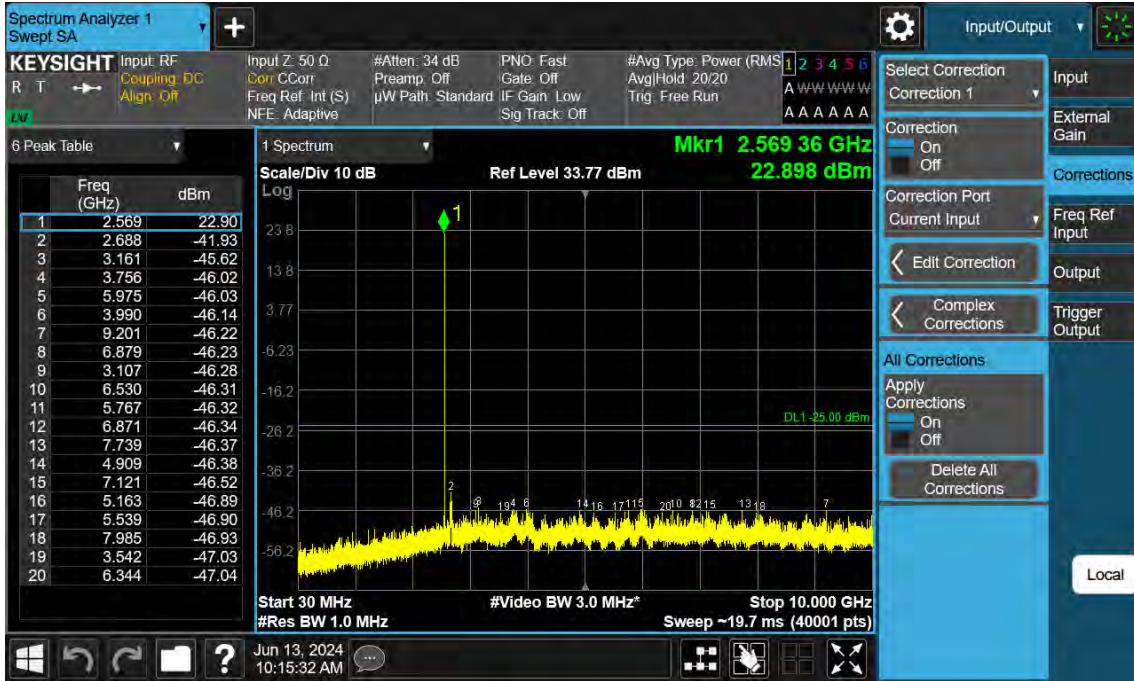 Spectrum Analyzer 1
Swept SA
Input/Output
KEYSIGHT
R T
LNI
Input: RF
Coupling: DC
Align: Off
Input Z: 50 Ω
Corr CCorr
Freq Ref: Int (S)
NFE: Adaptive
#Atten: 34 dB
Preamp: Off
µW Path: Standard
PNO: Fast
Gate: Off
IF Gain: Low
Sig Track: Off
#Avg Type: Power (RMS
Avg|Hold: 20/20
Trig: Free Run
1 2 3 4 5 6
A W W W W W
A A A A A A
6 Peak Table
Freq (GHz) dBm
1 2.569 22.90
2 2.688 -41.93
3 3.161 -45.62
4 3.756 -46.02
5 5.975 -46.03
6 3.990 -46.14
7 9.201 -46.22
8 6.879 -46.23
9 3.107 -46.28
10 6.530 -46.31
11 5.767 -46.32
12 6.871 -46.34
13 7.739 -46.37
14 4.909 -46.38
15 7.121 -46.52
16 5.163 -46.89
17 5.539 -46.90
18 7.985 -46.93
19 3.542 -47.03
20 6.344 -47.04
1 Spectrum
Mkr1 2.569 36 GHz
Scale/Div 10 dB
Ref Level 33.77 dBm
22.898 dBm
Log
1
23.8
13.8
3.77
-6.23
-16.2
DL1 -25.00 dBm
-26.2
-36.2
2
-46.2
-56.2
Start 30 MHz
#Video BW 3.0 MHz*
Stop 10.000 GHz
#Res BW 1.0 MHz
Sweep ~19.7 ms (40001 pts)
Select Correction
Correction 1
Correction
On
Off
Correction Port
Current Input
Edit Correction
Complex
Corrections
All Corrections
Apply
Corrections
On
Off
Delete All
Corrections
Input
External
Gain
Corrections
Freq Ref
Input
Output
Trigger
Output
Local
?
Jun 13, 2024
10:15:32 AM